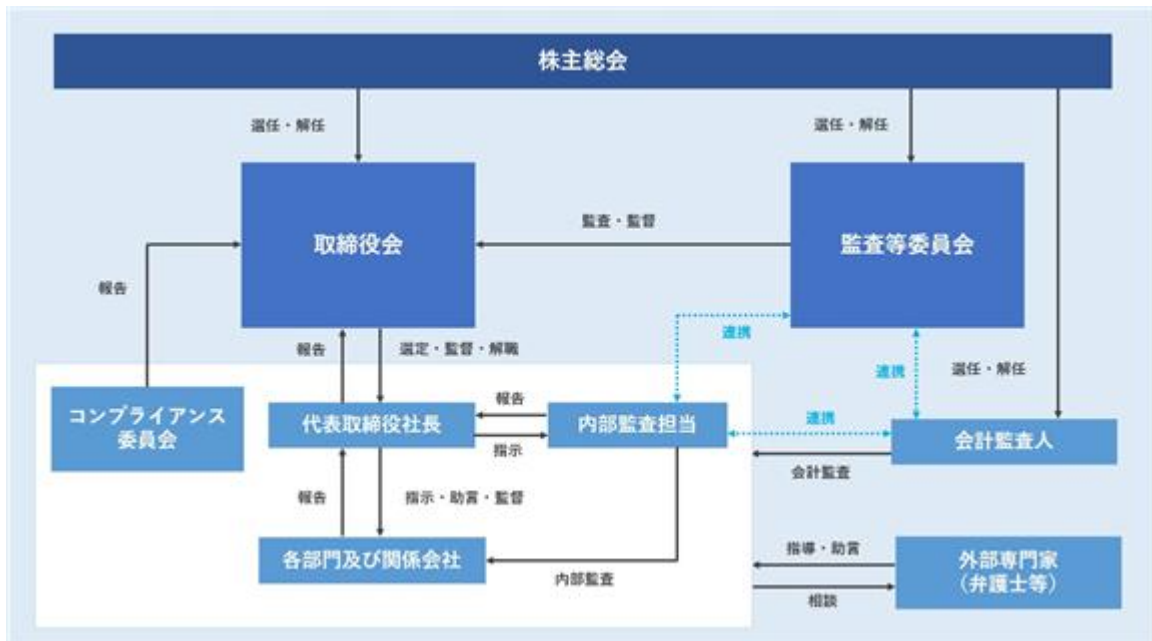 株主総会
選任・解任
選任・解任
取締役会
監査・監督
監査等委員会
報告
連携
報告
選定・監督・解職
連携
選任・解任
コンプライアンス
委員会
代表取締役社長
報告
指示
内部監査担当
連携
会計監査人
会計監査
報告
指示・助言・監督
各部門及び関係会社
内部監査
指導・助言
相談
外部専門家
（弁護士等）